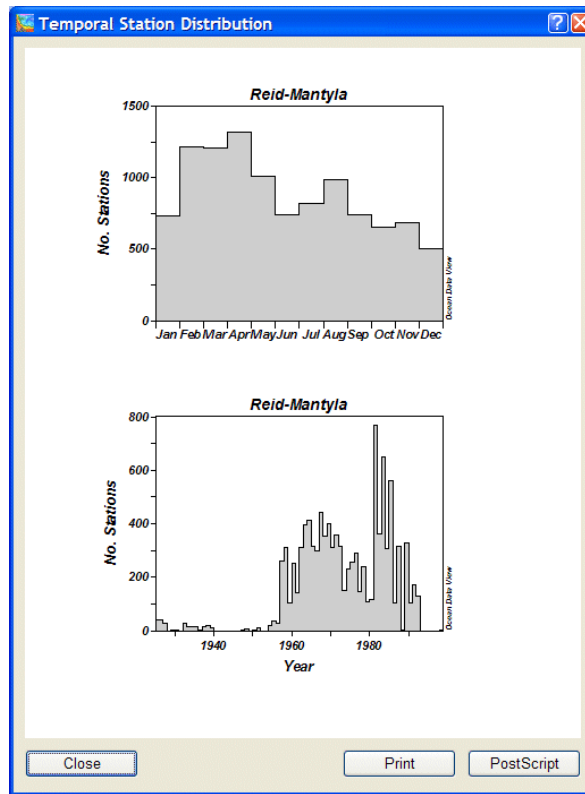 Temporal Station Distribution
Reid-Mantyla
1500
1000
500
0
No. Stations
Jan Feb Mar Apr May Jun Jul Aug Sep Oct Nov Dec
Ocean Data View
Reid-Mantyla
800
600
400
200
0
No. Stations
1940 1960 1980
Year
Ocean Data View
Close Print PostScript